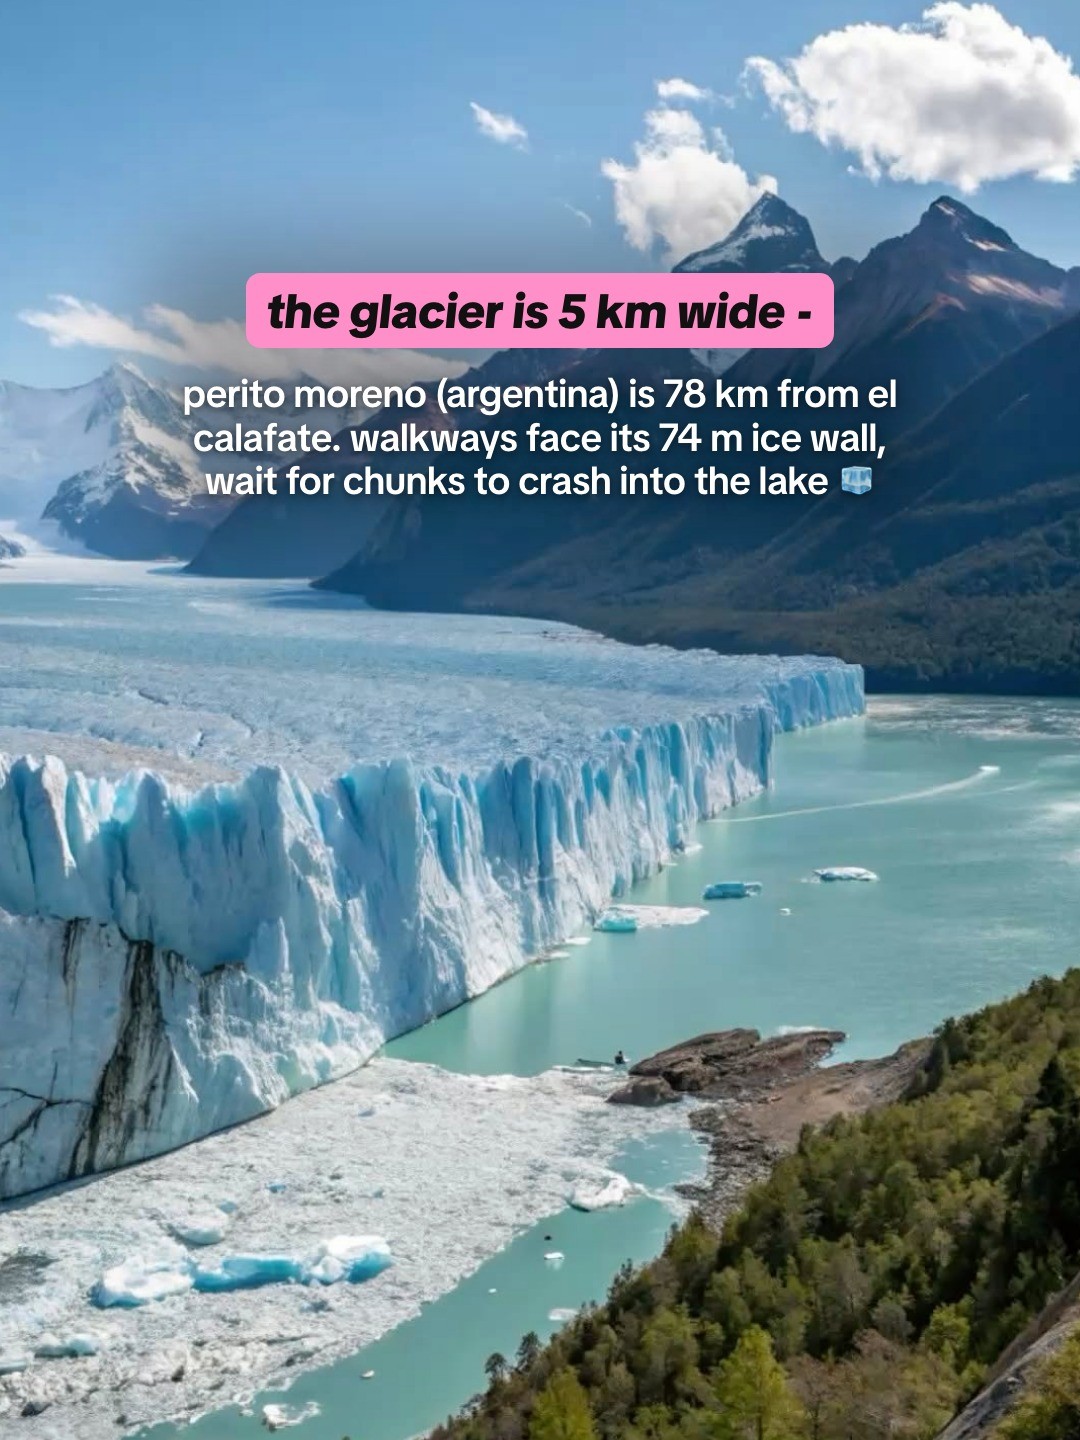 the glacier is 5 km wide -
perito moreno (argentina) is 78 km from el
calafate. walkways face its 74 m ice wall,
wait for chunks to crash into the lake 🧊